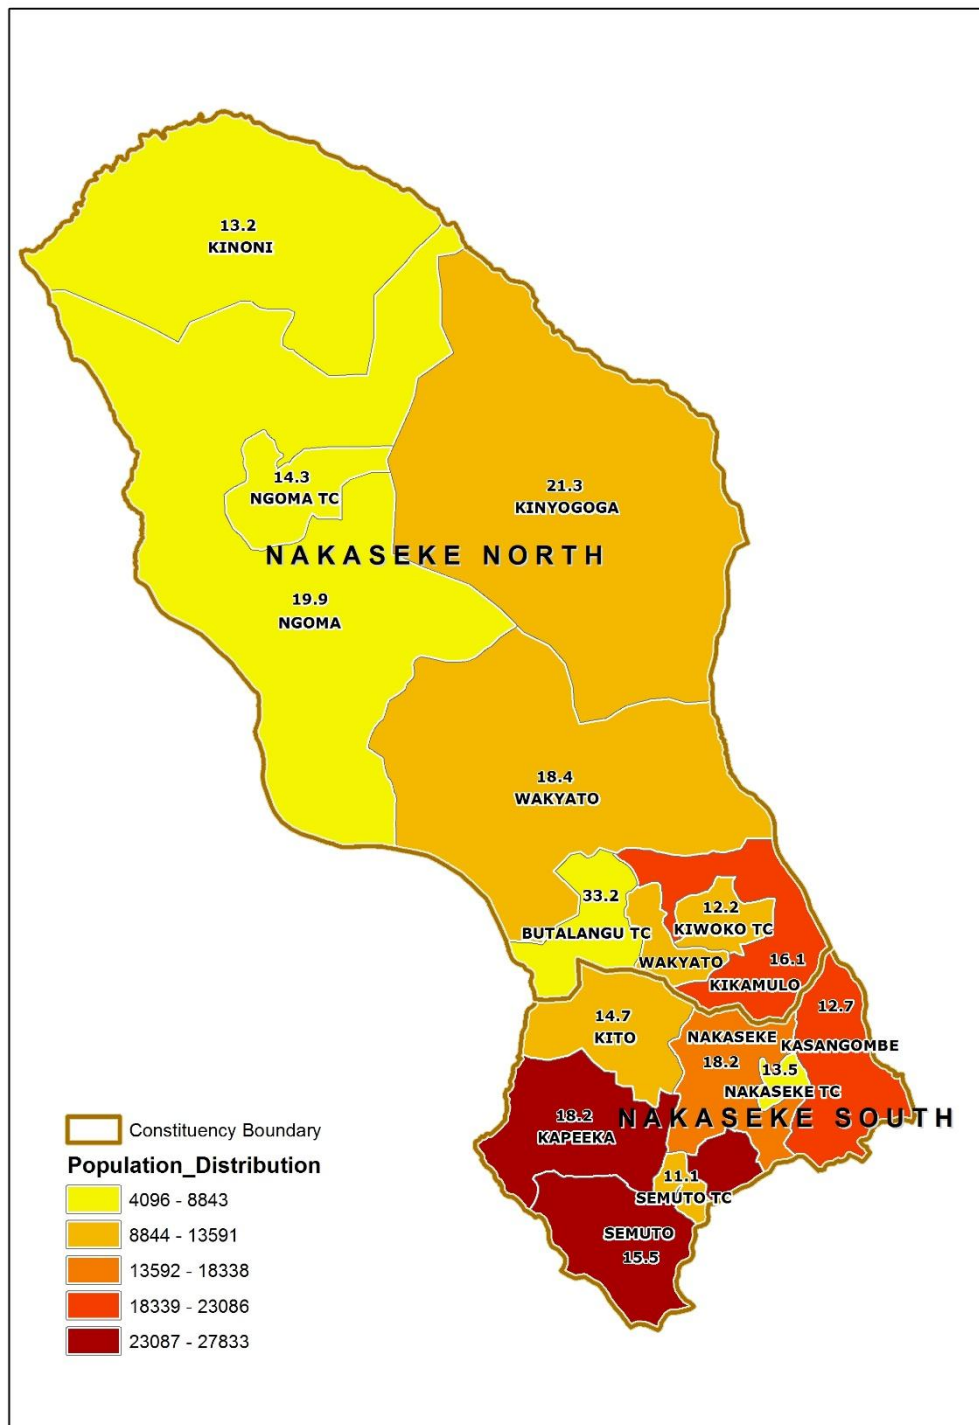 13.2
KINONI
14.3
NGOMA TC
21.3
KINYOGOGA
NAKASEKE NORTH
19.9
NGOMA
18.4
WAKYATO
33.2
BUTALANGU TC
12.2
KIWOKO TC
WAKYATO
16.1
KIKAMULO
12.7
KASANGOMBE
14.7
KITO
NAKASEKE
18.2
13.5
NAKASEKE TC
NAKASEKE SOUTH
18.2
KAPEEKA
11.1
SEMUTO TC
SEMUTO
15.5
Constituency Boundary
Population_Distribution
4096 - 8843
8844 - 13591
13592 - 18338
18339 - 23086
23087 - 27833